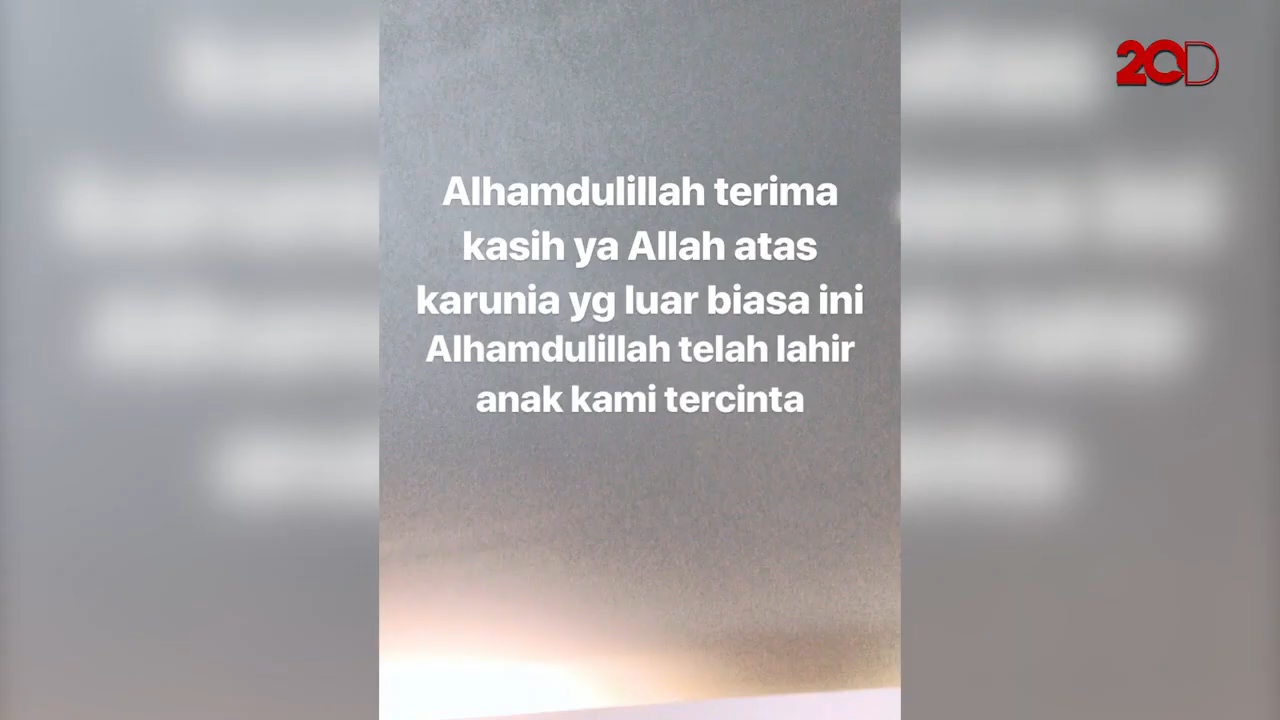 20D
Alhamdulillah terima
kasih ya Allah atas
karunia yg luar biasa ini
Alhamdulillah telah lahir
anak kami tercinta